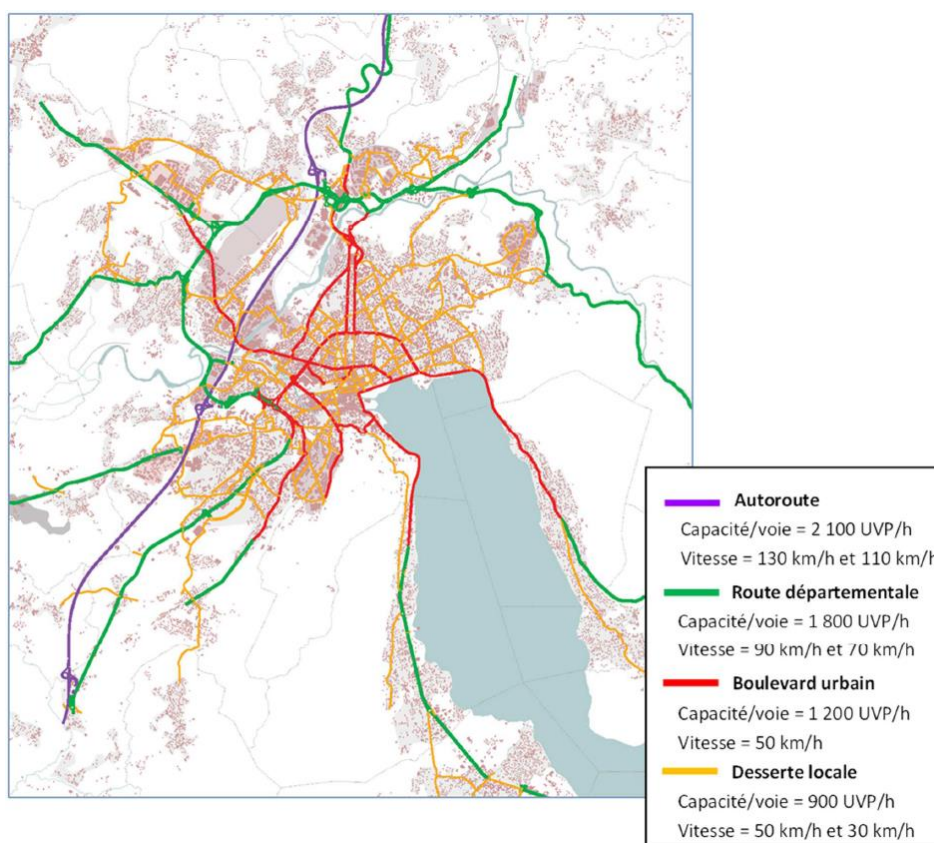 Autoroute
Capacité/voie = 2 100 UVP/h
Vitesse = 130 km/h et 110 km/h
Route départementale
Capacité/voie = 1 800 UVP/h
Vitesse = 90 km/h et 70 km/h
Boulevard urbain
Capacité/voie = 1 200 UVP/h
Vitesse = 50 km/h
Desserte locale
Capacité/voie = 900 UVP/h
Vitesse = 50 km/h et 30 km/h